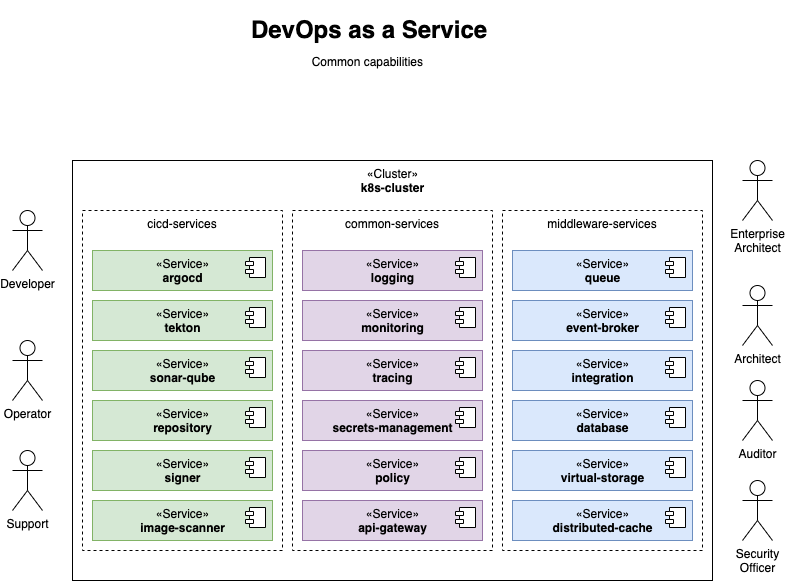 DevOps as a Service
Common capabilities
«Cluster»
k8s-cluster
cicd-services
«Service»
argocd
«Service»
tekton
«Service»
sonar-qube
«Service»
repository
«Service»
signer
«Service»
image-scanner
common-services
«Service»
logging
«Service»
monitoring
«Service»
tracing
«Service»
secrets-management
«Service»
policy
«Service»
api-gateway
middleware-services
«Service»
queue
«Service»
event-broker
«Service»
integration
«Service»
database
«Service»
virtual-storage
«Service»
distributed-cache
Developer
Operator
Support
Enterprise
Architect
Architect
Auditor
Security
Officer